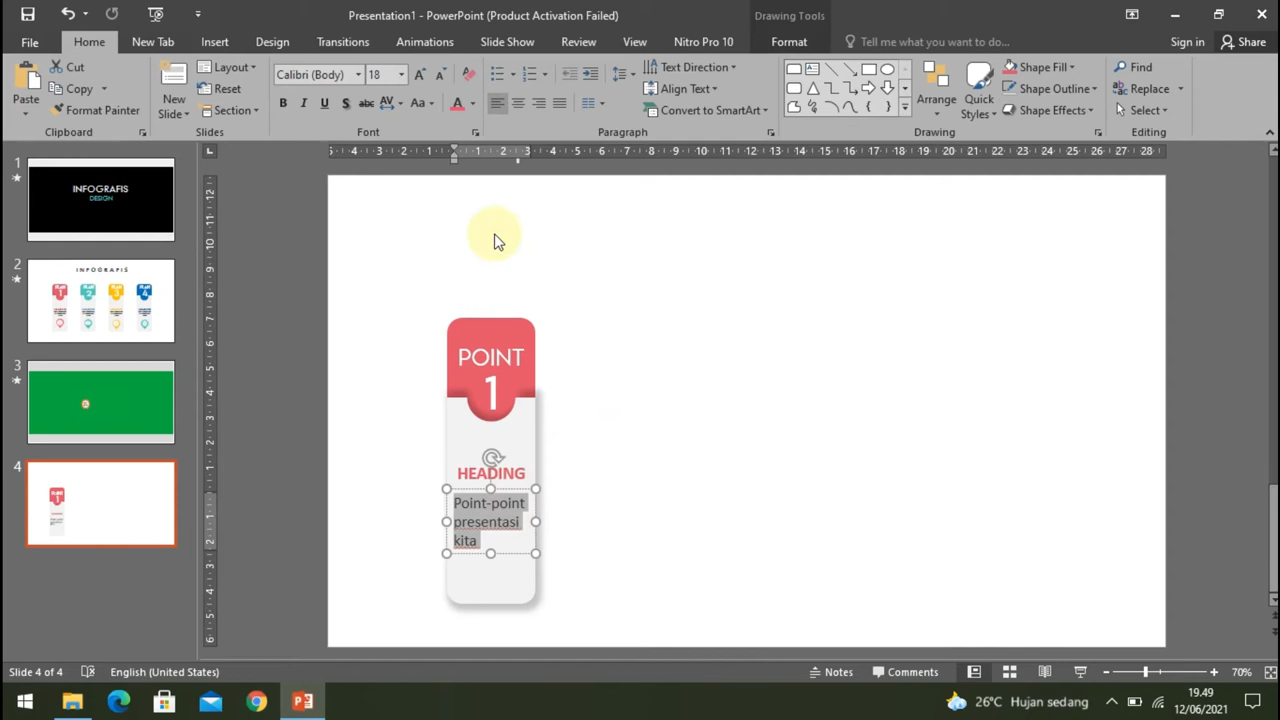 Presentation1 - PowerPoint (Product Activation Failed)
Drawing Tools
File
Home
New Tab
Insert
Design
Transitions
Animations
Slide Show
Review
View
Nitro Pro 10
Format
Tell me what you want to do...
Sign in
Share
Paste
Cut
Copy
Format Painter
Clipboard
New Slide
Layout
Reset
Section
Slides
Calibri (Body)
18
Font
Text Direction
Align Text
Convert to SmartArt
Paragraph
Arrange
Quick Styles
Shape Fill
Shape Outline
Shape Effects
Drawing
Find
Replace
Select
Editing
1
INFOGRAFIS
DESIGN
2
INFOGRAFIS
3
4
POINT
1
HEADING
Point-point
presentasi
kita
Slide 4 of 4
English (United States)
Notes
Comments
70%
26°C Hujan sedang
19.49
12/06/2021